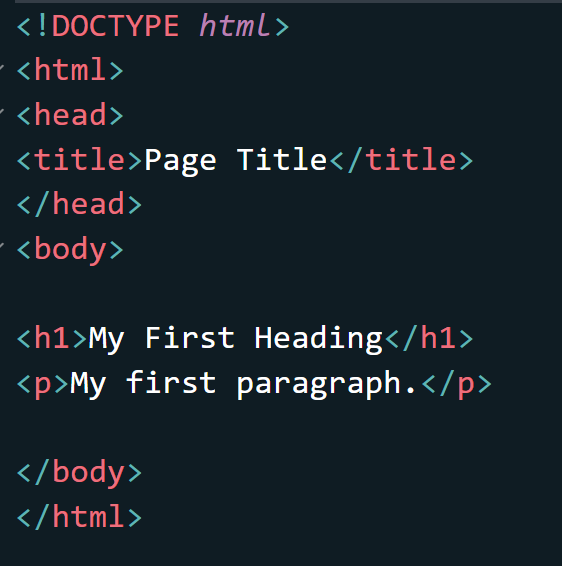 <!DOCTYPE html>
<html>
<head>
<title>Page Title</title>
</head>
<body>
<h1>My First Heading</h1>
<p>My first paragraph.</p>
</body>
</html>